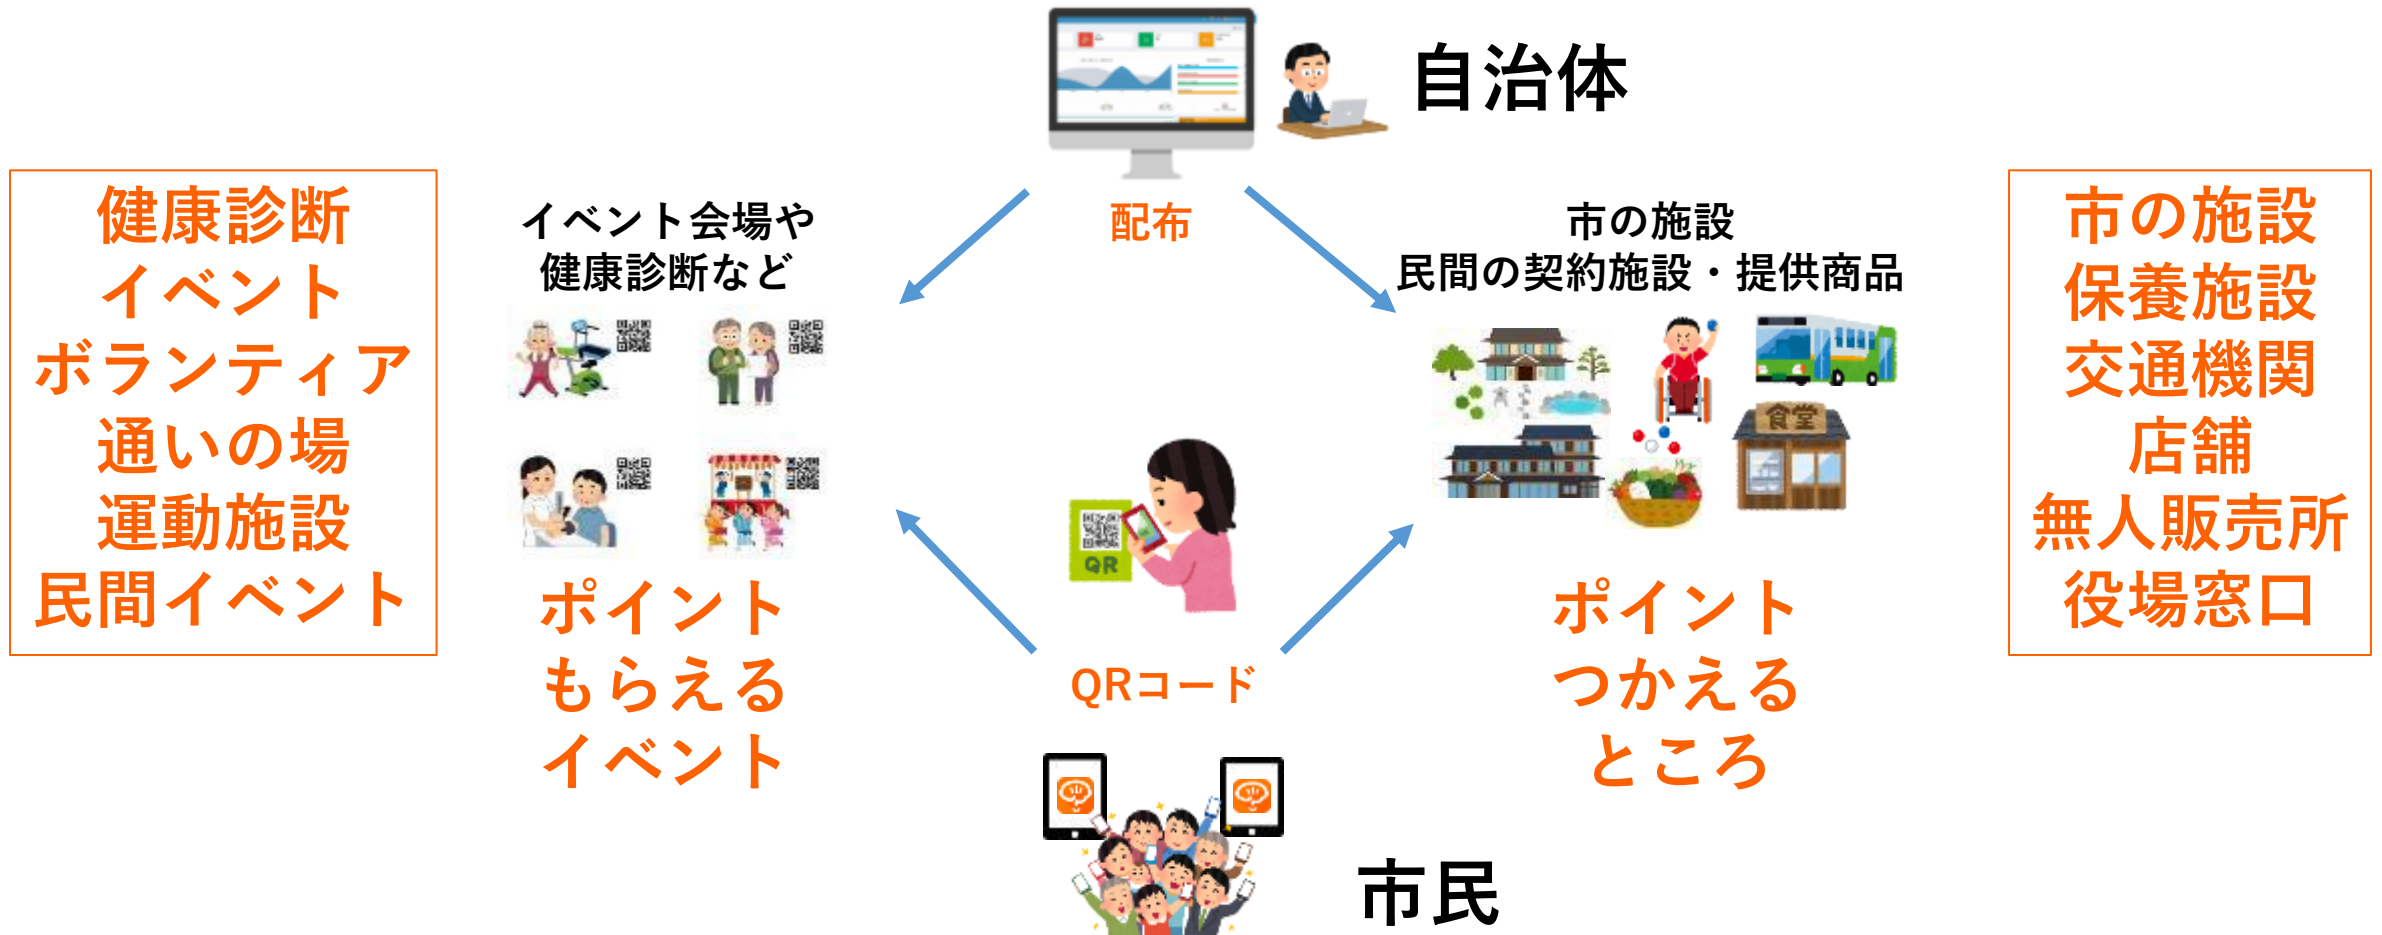 自治体
配布
健康診断
イベント
ボランティア
通いの場
運動施設
民間イベント
イベント会場や
健康診断など
ポイント
もらえる
イベント
QR
QRコード
市の施設
民間の契約施設・提供商品
食堂
ポイント
つかえる
ところ
市の施設
保養施設
交通機関
店舗
無人販売所
役場窓口
市民